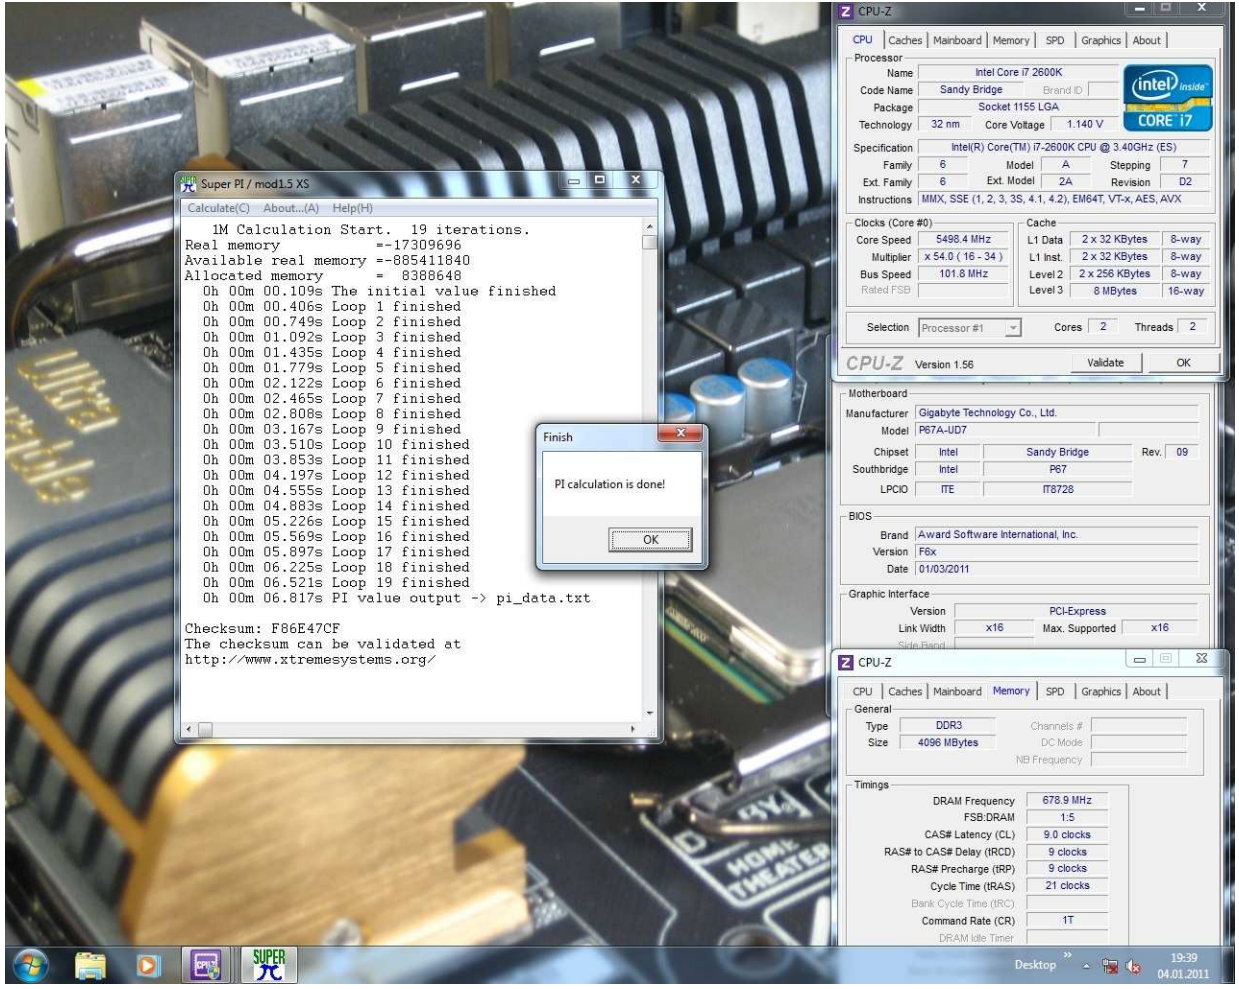 Super PI / mod1.5 XS
Calculate(C) About...(A) Help(H)
1M Calculation Start. 19 iterations.
Real memory =-17309696
Available real memory =-885411840
Allocated memory = 8388648
0h 00m 00.109s The initial value finished
0h 00m 00.406s Loop 1 finished
0h 00m 00.749s Loop 2 finished
0h 00m 01.092s Loop 3 finished
0h 00m 01.435s Loop 4 finished
0h 00m 01.779s Loop 5 finished
0h 00m 02.122s Loop 6 finished
0h 00m 02.465s Loop 7 finished
0h 00m 02.808s Loop 8 finished
0h 00m 03.167s Loop 9 finished
0h 00m 03.510s Loop 10 finished
0h 00m 03.853s Loop 11 finished
0h 00m 04.197s Loop 12 finished
0h 00m 04.555s Loop 13 finished
0h 00m 04.883s Loop 14 finished
0h 00m 05.226s Loop 15 finished
0h 00m 05.569s Loop 16 finished
0h 00m 05.897s Loop 17 finished
0h 00m 06.225s Loop 18 finished
0h 00m 06.521s Loop 19 finished
0h 00m 06.817s PI value output -> pi_data.txt
Checksum: F86E47CF
The checksum can be validated at
http://www.xtremesystems.org/
Finish
PI calculation is done!
OK
CPU-Z
CPU Caches Mainboard Memory SPD Graphics About
Processor
Name Intel Core i7 2600K
Code Name Sandy Bridge Brand ID
Package Socket 1155 LGA
Technology 32 nm Core Voltage 1.140 V
(intel) inside
CORE i7
Specification Intel(R) Core(TM) i7-2600K CPU @ 3.40GHz (ES)
Family 6 Model A Stepping 7
Ext. Family 6 Ext. Model 2A Revision D2
Instructions MMX, SSE (1, 2, 3, 3S, 4.1, 4.2), EM64T, VT-x, AES, AVX
Clocks (Core #0)
Core Speed 5498.4 MHz
Multiplier x 54.0 ( 16 - 34 )
Bus Speed 101.8 MHz
Rated FSB
Cache
L1 Data 2 x 32 KBytes 8-way
L1 Inst. 2 x 32 KBytes 8-way
Level 2 2 x 256 KBytes 8-way
Level 3 8 MBytes 16-way
Selection Processor #1 Cores 2 Threads 2
CPU-Z Version 1.56 Validate OK
Motherboard
Manufacturer Gigabyte Technology Co., Ltd.
Model P67A-UD7
Chipset Intel Sandy Bridge Rev. 09
Southbridge Intel P67
LPCIO ITE IT8728
BIOS
Brand Award Software International, Inc.
Version F6x
Date 01/03/2011
Graphic Interface
Version PCI-Express
Link Width x16 Max. Supported x16
Side Band
CPU-Z
CPU Caches Mainboard Memory SPD Graphics About
General
Type DDR3 Channels #
Size 4096 MBytes DC Mode
NB Frequency
Timings
DRAM Frequency 678.9 MHz
FSB:DRAM 1:5
CAS# Latency (CL) 9.0 clocks
RAS# to CAS# Delay (tRCD) 9 clocks
RAS# Precharge (tRP) 9 clocks
Cycle Time (tRAS) 21 clocks
Bank Cycle Time (tRC)
Command Rate (CR) 1T
DRAM Idle Timer
Ultra
HOME
THEATER
SUPER
π
Desktop
19:39
04.01.2011